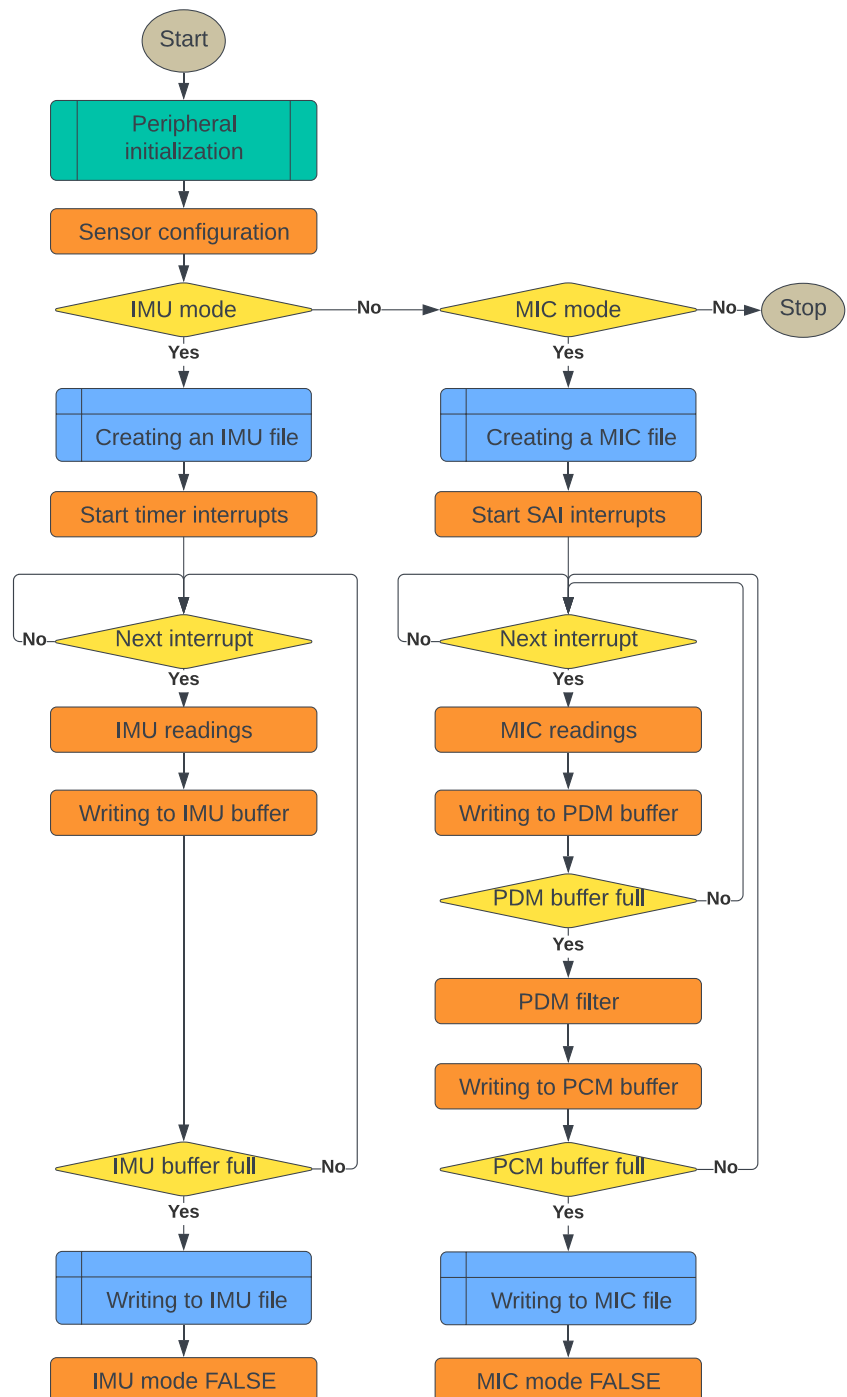 Start
Peripheral
initialization
Sensor configuration
IMU mode
No
MIC mode
No
Stop
Yes
Yes
Creating an IMU file
Creating a MIC file
Start timer interrupts
Start SAI interrupts
Next interrupt
No
Next interrupt
No
Yes
Yes
IMU readings
MIC readings
Writing to IMU buffer
Writing to PDM buffer
PDM buffer full
No
Yes
PDM filter
Writing to PCM buffer
IMU buffer full
No
PCM buffer full
No
Yes
Yes
Writing to IMU file
Writing to MIC file
IMU mode FALSE
MIC mode FALSE